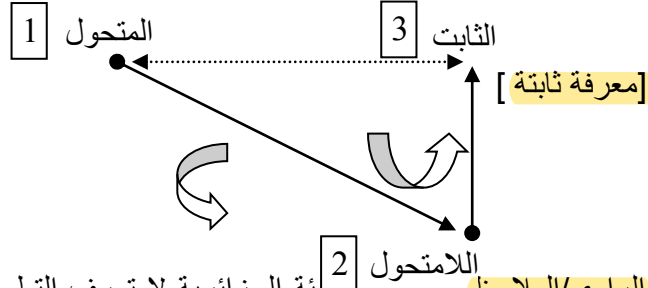 المتحول 1
الثابت 3
[معرفة ثابتة ]
اللامتحول 2